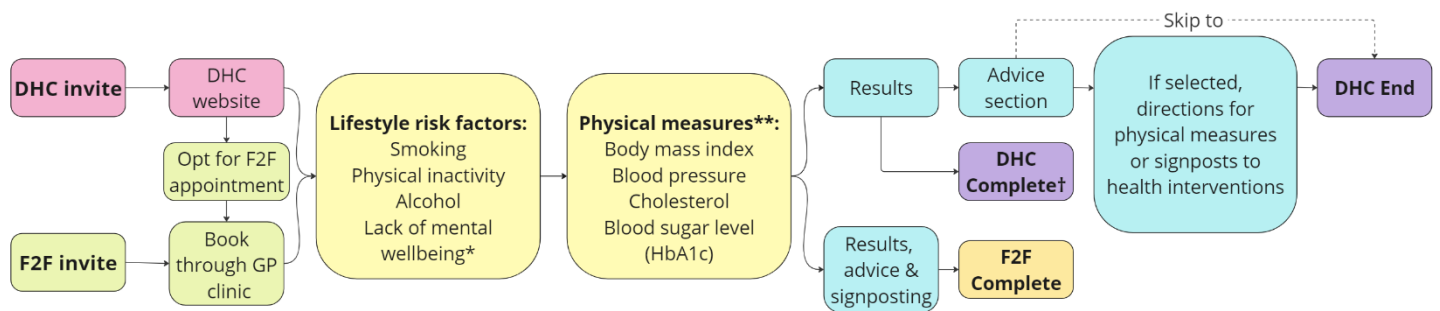 Skip to
DHC invite
DHC
website
Opt for F2F
appointment
F2F invite
Book
through GP
clinic
Lifestyle risk factors:
Smoking
Physical inactivity
Alcohol
Lack of mental
wellbeing*
Physical measures**:
Body mass index
Blood pressure
Cholesterol
Blood sugar level
(HbA1c)
Results
Advice
section
DHC
Complete†
Results,
advice &
signposting
F2F
Complete
If selected,
directions for
physical measures
or signposts to
health interventions
DHC End